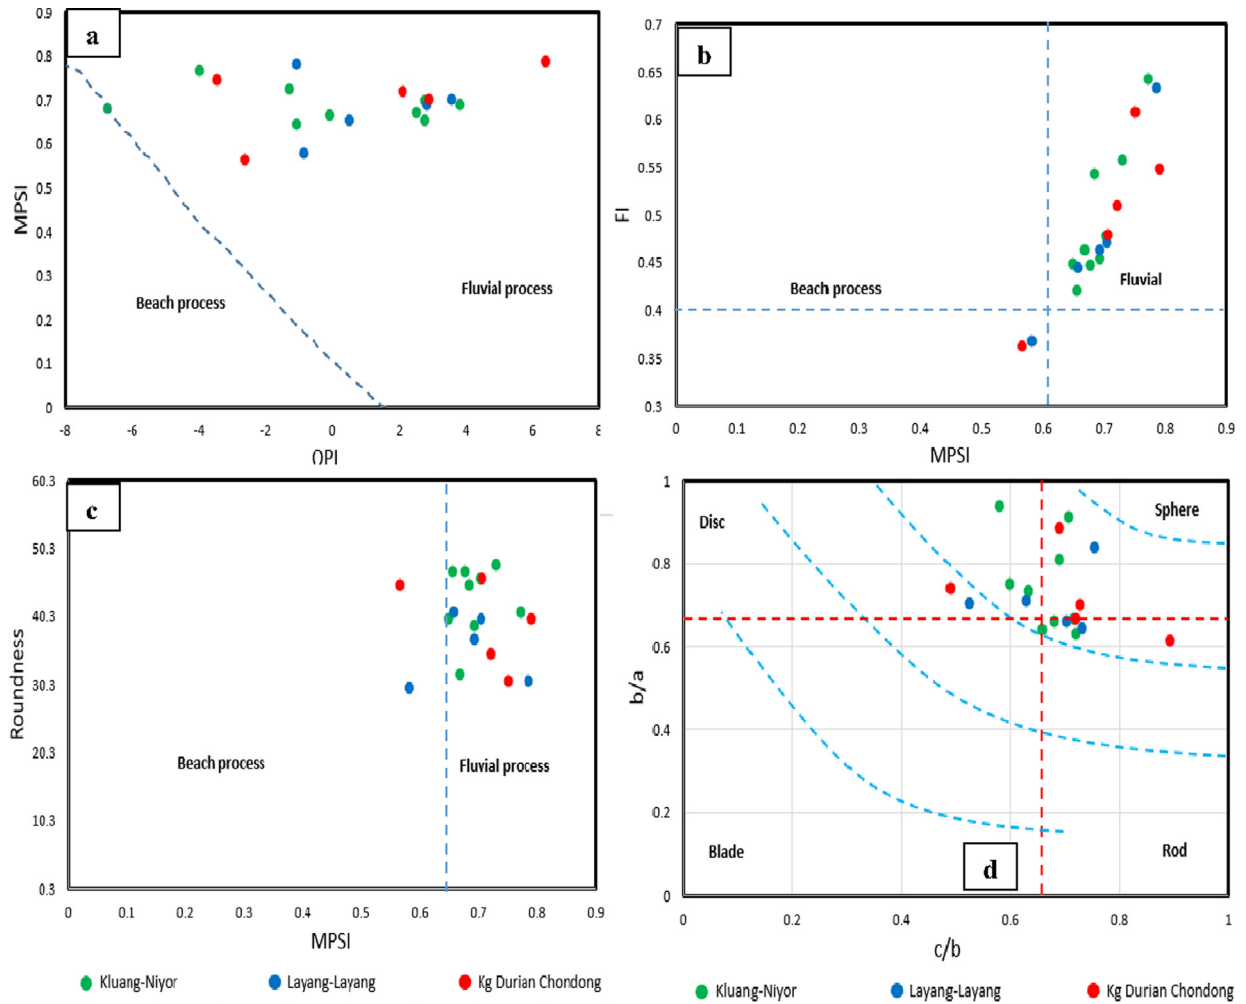 a
MPSI
0.9
0.8
0.7
0.6
0.5
0.4
0.3
0.2
0.1
0
Beach process
Fluvial process
-8 -6 -4 -2 0 2 4 6 8
OPI
b
FI
0.7
0.65
0.6
0.55
0.5
0.45
0.4
0.35
0.3
Beach process
Fluvial
0 0.1 0.2 0.3 0.4 0.5 0.6 0.7 0.8 0.9
MPSI
c
Roundness
60.3
50.3
40.3
30.3
20.3
10.3
0.3
Beach process
Fluvial process
0 0.1 0.2 0.3 0.4 0.5 0.6 0.7 0.8 0.9
MPSI
Kluang-Niyor Layang-Layang Kg Durian Chondong
d
b/a
1
0.8
0.6
0.4
0.2
0
Disc
Sphere
Blade
Rod
0 0.2 0.4 0.6 0.8 1
c/b
Kluang-Niyor Layang-Layang Kg Durian Chondong